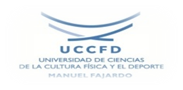 UCCFD
UNIVERSIDAD DE CIENCIAS
DE LA CULTURA FÍSICA Y EL DEPORTE
MANUEL FAJARDO